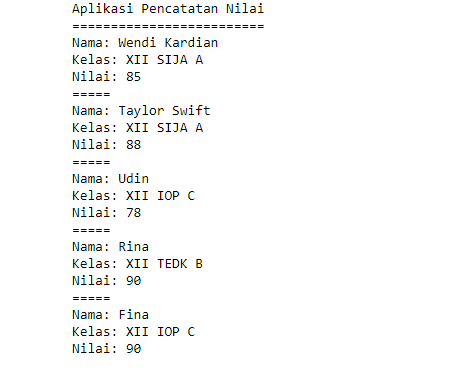 Aplikasi Pencatatan Nilai
=========================
Nama: Wendi Kardian
Kelas: XII SIJA A
Nilai: 85
=====
Nama: Taylor Swift
Kelas: XII SIJA A
Nilai: 88
=====
Nama: Udin
Kelas: XII IOP C
Nilai: 78
=====
Nama: Rina
Kelas: XII TEDK B
Nilai: 90
=====
Nama: Fina
Kelas: XII IOP C
Nilai: 90